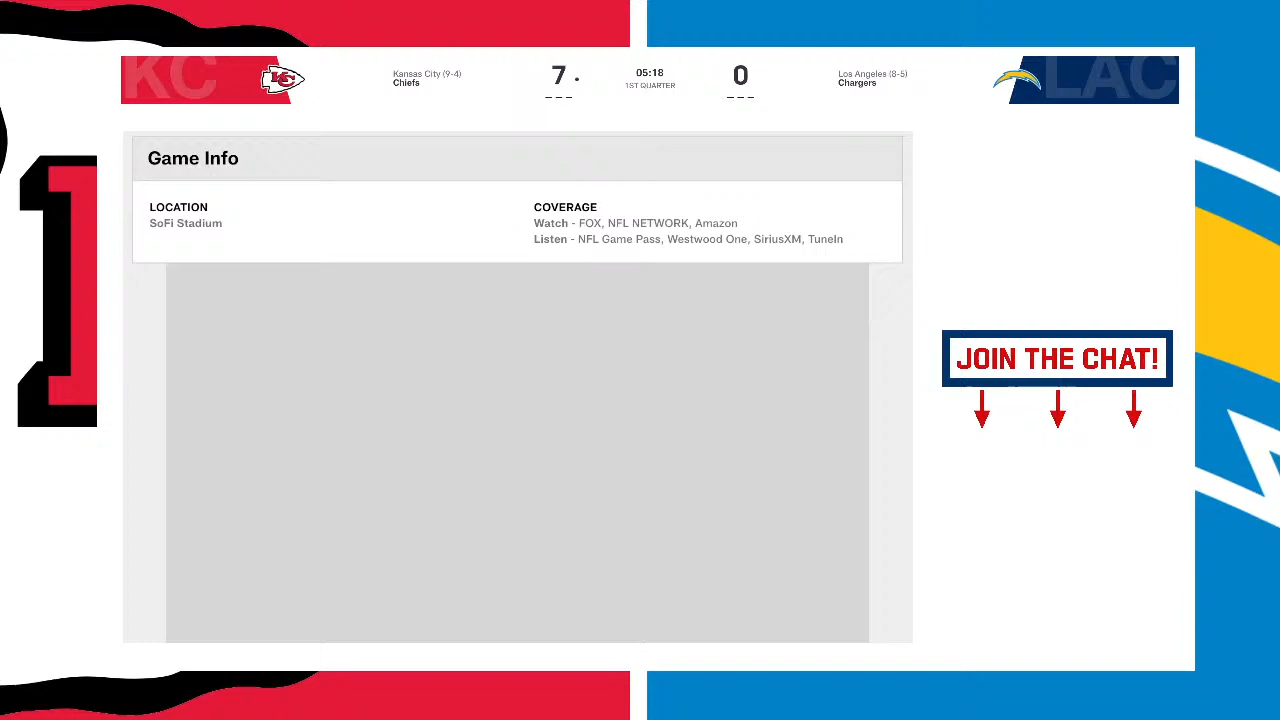 KC
KC
Kansas City (9-4)
Chiefs
7
05:18
1ST QUARTER
0
Los Angeles (8-5)
Chargers
LAC
Game Info
LOCATION
SoFi Stadium
COVERAGE
Watch - FOX, NFL NETWORK, Amazon
Listen - NFL Game Pass, Westwood One, SiriusXM, TuneIn
JOIN THE CHAT!